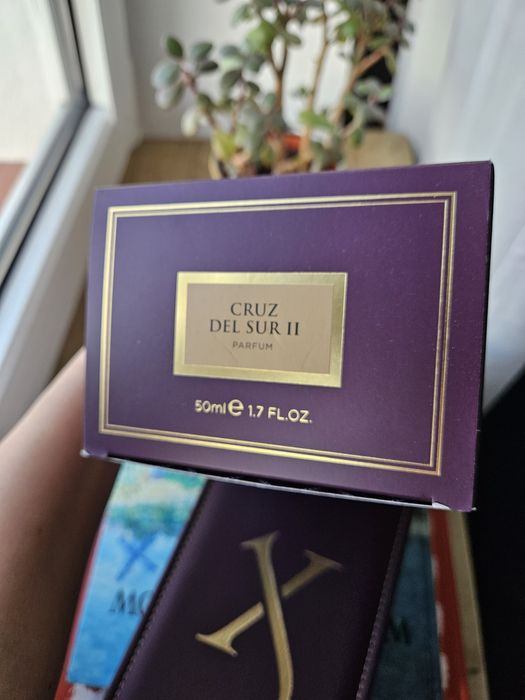 CRUZ
DEL SUR II
PARFUM
50ml e 1.7 FL.OZ.
X
X